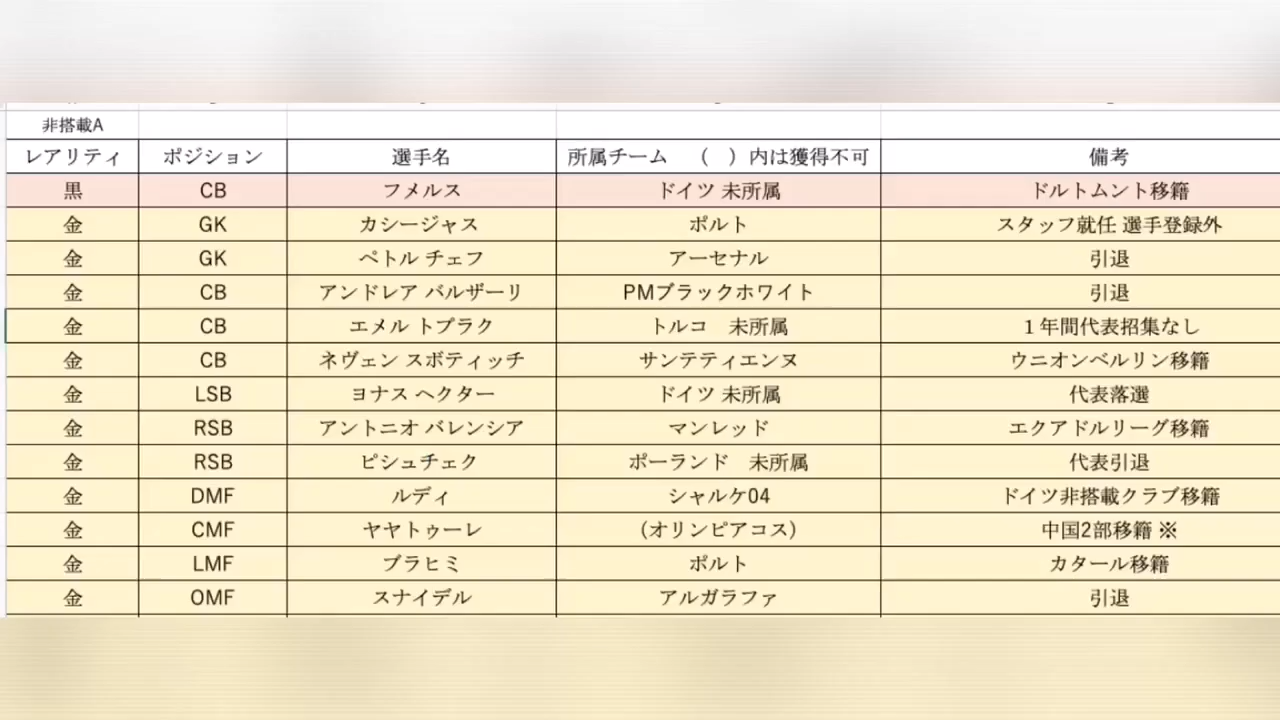 非搭載A
レアリティ ポジション 選手名 所属チーム ( )内は獲得不可 備考
黒 CB フメルス ドイツ 未所属 ドルトムント移籍
金 GK カシージャス ポルト スタッフ就任 選手登録外
金 GK ペトル チェフ アーセナル 引退
金 CB アンドレア バルザーリ PMブラックホワイト 引退
金 CB エメル トプラク トルコ 未所属 1年間代表招集なし
金 CB ネヴェン スボティッチ サンテティエンヌ ウニオンベルリン移籍
金 LSB ヨナス ヘクター ドイツ 未所属 代表落選
金 RSB アントニオ バレンシア マンレッド エクアドルリーグ移籍
金 RSB ピシュチェク ポーランド 未所属 代表引退
金 DMF ルディ シャルケ04 ドイツ非搭載クラブ移籍
金 CMF ヤヤトゥーレ (オリンピアコス) 中国2部移籍 ※
金 LMF ブラヒミ ポルト カタール移籍
金 OMF スナイデル アルガラファ 引退